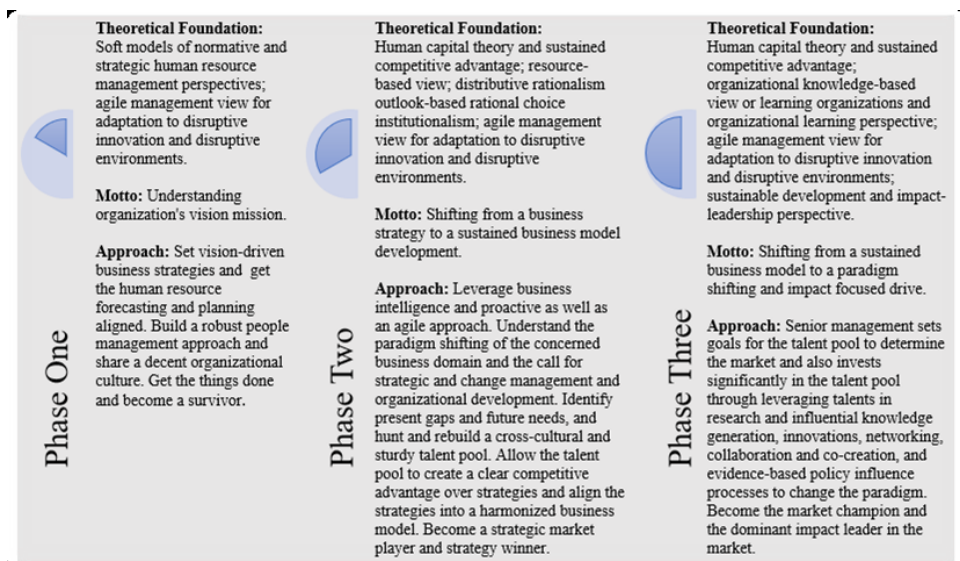 Phase One
Theoretical Foundation:
Soft models of normative and
strategic human resource
management perspectives;
agile management view for
adaptation to disruptive
innovation and disruptive
environments.
Motto: Understanding
organization's vision mission.
Approach: Set vision-driven
business strategies and get
the human resource
forecasting and planning
aligned. Build a robust people
management approach and
share a decent organizational
culture. Get the things done
and become a survivor.
Phase Two
Theoretical Foundation:
Human capital theory and sustained
competitive advantage; resource-
based view; distributive rationalism
outlook-based rational choice
institutionalism; agile management
view for adaptation to disruptive
innovation and disruptive
environments.
Motto: Shifting from a business
strategy to a sustained business model
development.
Approach: Leverage business
intelligence and proactive as well as
an agile approach. Understand the
paradigm shifting of the concerned
business domain and the call for
strategic and change management and
organizational development. Identify
present gaps and future needs, and
hunt and rebuild a cross-cultural and
sturdy talent pool. Allow the talent
pool to create a clear competitive
advantage over strategies and align the
strategies into a harmonized business
model. Become a strategic market
player and strategy winner.
Phase Three
Theoretical Foundation:
Human capital theory and sustained
competitive advantage;
organizational knowledge-based
view or learning organizations and
organizational learning perspective;
agile management view for
adaptation to disruptive innovation
and disruptive environments;
sustainable development and impact-
leadership perspective.
Motto: Shifting from a sustained
business model to a paradigm
shifting and impact focused drive.
Approach: Senior management sets
goals for the talent pool to determine
the market and also invests
significantly in the talent pool
through leveraging talents in
research and influential knowledge
generation, innovations, networking,
collaboration and co-creation, and
evidence-based policy influence
processes to change the paradigm.
Become the market champion and
the dominant impact leader in the
market.